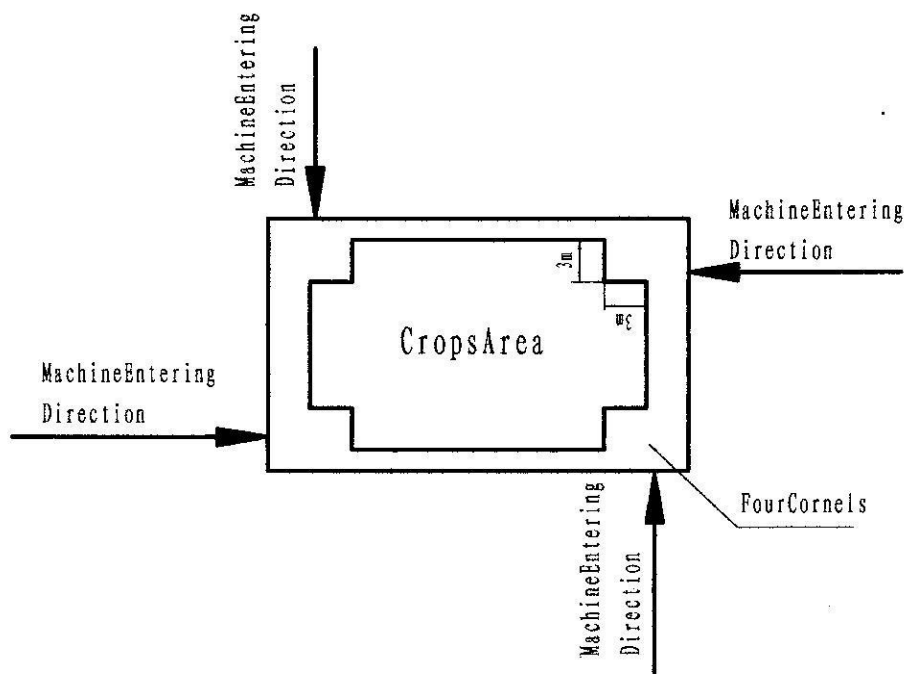 MachineEntering
Direction
MachineEntering
Direction
3m
3m
CropsArea
MachineEntering
Direction
FourCornels
MachineEntering
Direction